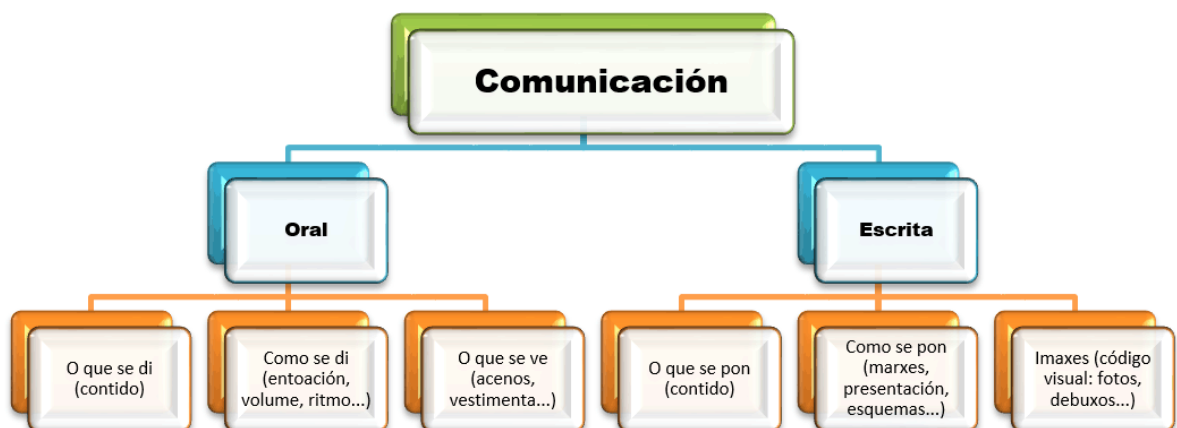 Comunicación
Oral
Escrita
O que se di
(contido)
Como se di
(entoación,
volume, ritmo...)
O que se ve
(acenos,
vestimenta...)
O que se pon
(contido)
Como se pon
(marxes,
presentación,
esquemas...)
Imaxes (código
visual: fotos,
debuxos...)